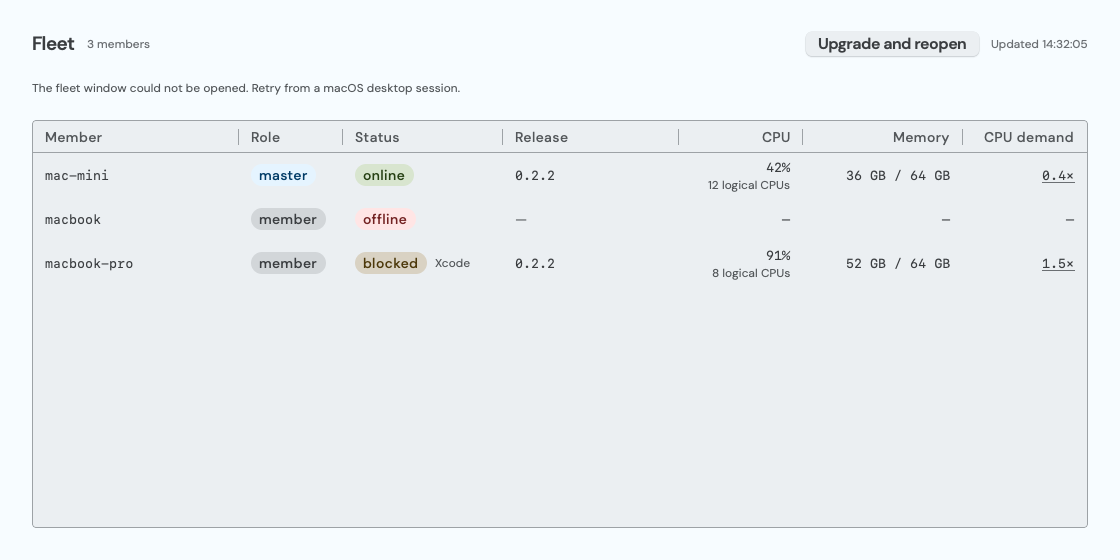 Fleet 3 members Upgrade and reopen Updated 14:32:05
The fleet window could not be opened. Retry from a macOS desktop session.
Member Role Status Release CPU Memory CPU demand
mac-mini master online 0.2.2 42% 36 GB / 64 GB 0.4×
12 logical CPUs
macbook member offline — — — —
macbook-pro member blocked Xcode 0.2.2 91% 52 GB / 64 GB 1.5×
8 logical CPUs